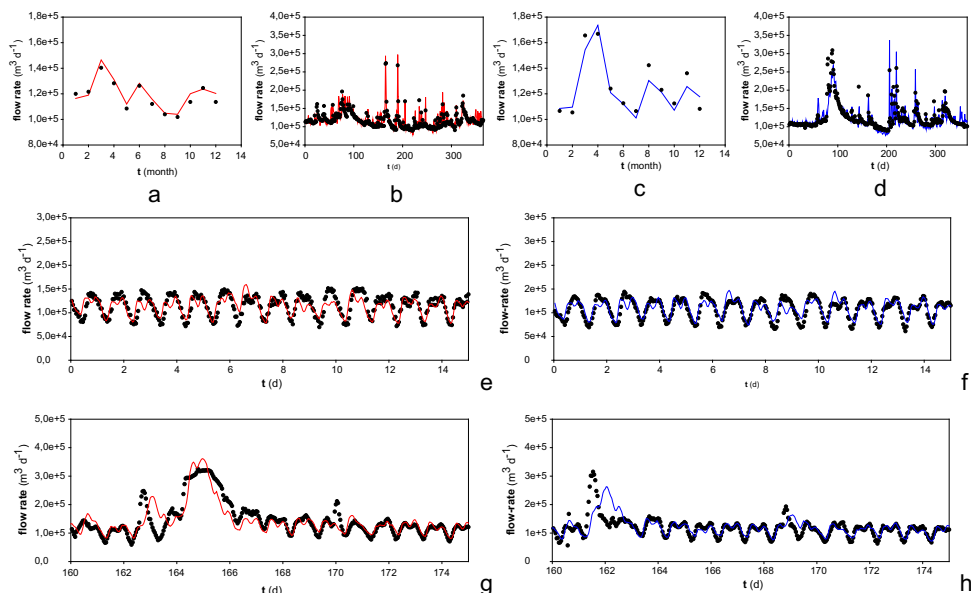 flow rate (m³ d⁻¹)
1,8e+5
1,6e+5
1,4e+5
1,2e+5
1,0e+5
8,0e+4
0 2 4 6 8 10 12 14
t (month)
a
flow rate (m³ d⁻¹)
4,0e+5
3,5e+5
3,0e+5
2,5e+5
2,0e+5
1,5e+5
1,0e+5
5,0e+4
0 100 200 300
t (d)
b
flow rate (m³ d⁻¹)
1,8e+5
1,6e+5
1,4e+5
1,2e+5
1,0e+5
8,0e+4
0 2 4 6 8 10 12 14
t (month)
c
flow rate (m³ d⁻¹)
4,0e+5
3,5e+5
3,0e+5
2,5e+5
2,0e+5
1,5e+5
1,0e+5
5,0e+4
0 100 200 300
t (d)
d
flow rate (m³ d⁻¹)
3,0e+5
2,5e+5
2,0e+5
1,5e+5
1,0e+5
5,0e+4
0,0
0 2 4 6 8 10 12 14
t (d)
e
flow-rate (m³ d⁻¹)
3e+5
3e+5
2e+5
2e+5
1e+5
5e+4
0
0 2 4 6 8 10 12 14
t (d)
f
flow rate (m³ d⁻¹)
5,0e+5
4,0e+5
3,0e+5
2,0e+5
1,0e+5
0,0
160 162 164 166 168 170 172 174
t (d)
g
flow-rate (m³ d⁻¹)
5e+5
4e+5
3e+5
2e+5
1e+5
0
160 162 164 166 168 170 172 174
t (d)
h